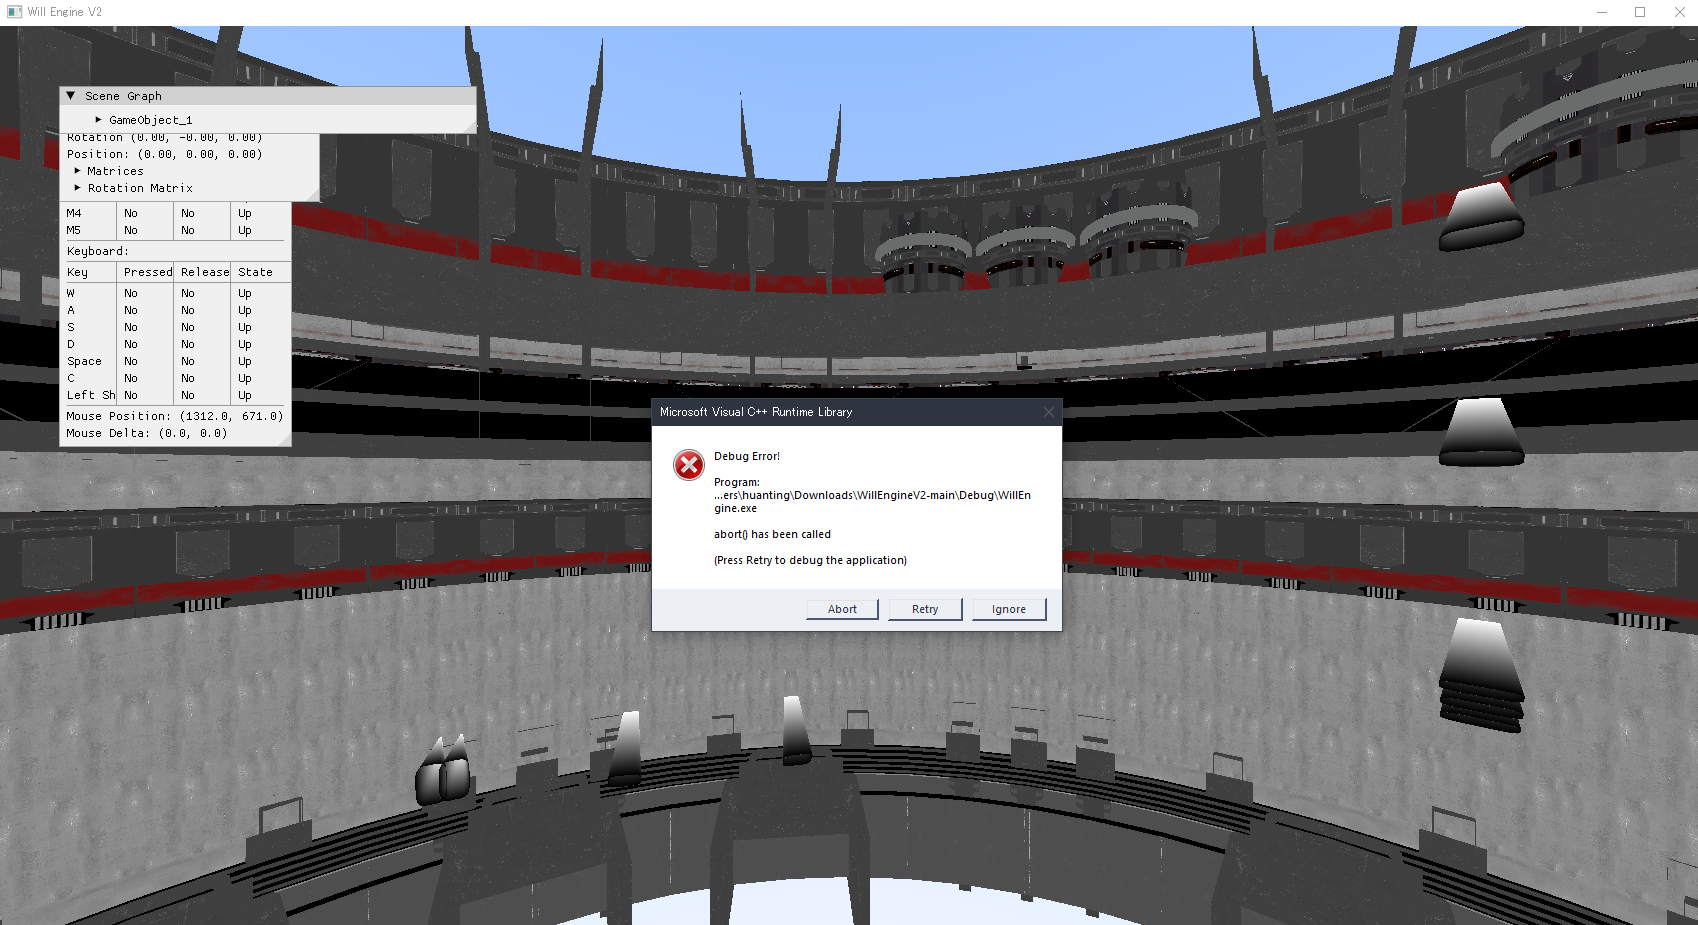 Will Engine V2
Scene Graph
GameObject_1
Rotation (0.00, -0.00, 0.00)
Position: (0.00, 0.00, 0.00)
Matrices
Rotation Matrix
M4 No No Up
M5 No No Up
Keyboard:
Key Pressed Release State
W No No Up
A No No Up
S No No Up
D No No Up
Space No No Up
C No No Up
Left Sh No No Up
Mouse Position: (1312.0, 671.0)
Mouse Delta: (0.0, 0.0)
Microsoft Visual C++ Runtime Library
Debug Error!
Program:
...ers\huanting\Downloads\WillEngineV2-main\Debug\WillEn
gine.exe
abort() has been called
(Press Retry to debug the application)
Abort Retry Ignore